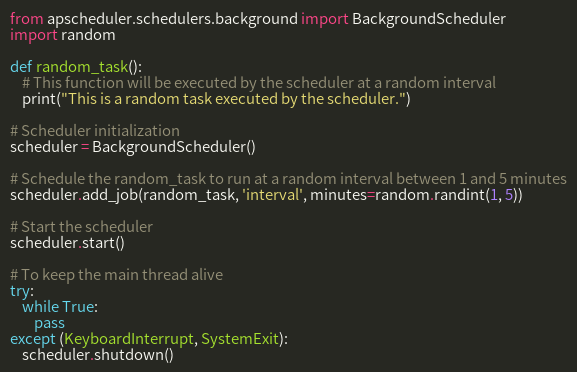 from apscheduler.schedulers.background import BackgroundScheduler
import random

def random_task():
    # This function will be executed by the scheduler at a random interval
    print("This is a random task executed by the scheduler.")

# Scheduler initialization
scheduler = BackgroundScheduler()

# Schedule the random_task to run at a random interval between 1 and 5 minutes
scheduler.add_job(random_task, 'interval', minutes=random.randint(1, 5))

# Start the scheduler
scheduler.start()

# To keep the main thread alive
try:
    while True:
        pass
except (KeyboardInterrupt, SystemExit):
    scheduler.shutdown()